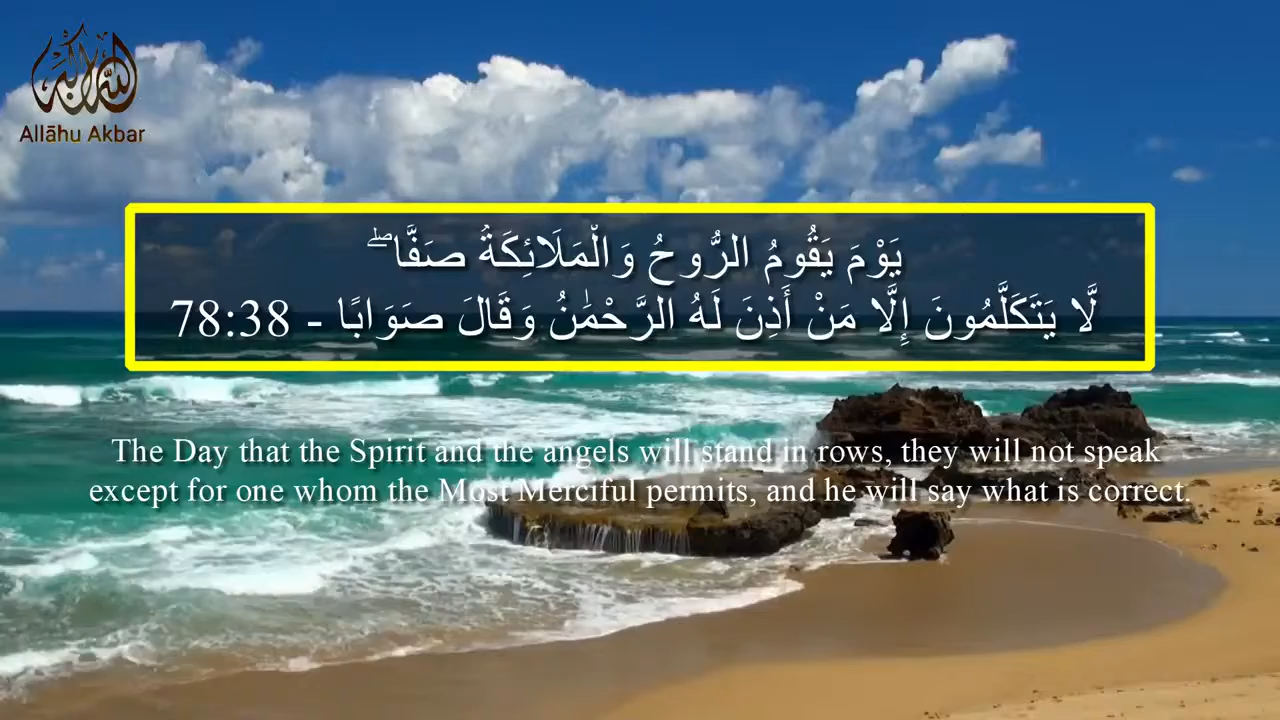 الله أكبر
Allāhu Akbar
يَوْمَ يَقُومُ الرُّوحُ وَالْمَلَائِكَةُ صَفًّا ۖ
لَّا يَتَكَلَّمُونَ إِلَّا مَنْ أَذِنَ لَهُ الرَّحْمَٰنُ وَقَالَ صَوَابًا - 78:38
The Day that the Spirit and the angels will stand in rows, they will not speak
except for one whom the Most Merciful permits, and he will say what is correct.